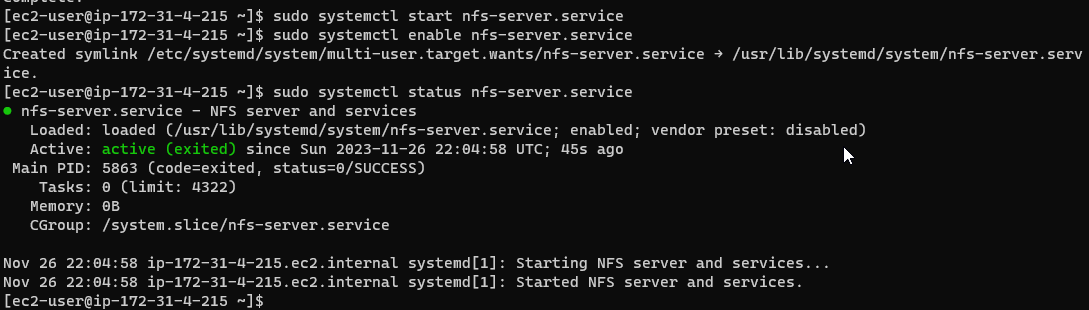 Complete.
[ec2-user@ip-172-31-4-215 ~]$ sudo systemctl start nfs-server.service
[ec2-user@ip-172-31-4-215 ~]$ sudo systemctl enable nfs-server.service
Created symlink /etc/systemd/system/multi-user.target.wants/nfs-server.service → /usr/lib/systemd/system/nfs-server.serv
ice.
[ec2-user@ip-172-31-4-215 ~]$ sudo systemctl status nfs-server.service
● nfs-server.service - NFS server and services
   Loaded: loaded (/usr/lib/systemd/system/nfs-server.service; enabled; vendor preset: disabled)
   Active: active (exited) since Sun 2023-11-26 22:04:58 UTC; 45s ago
 Main PID: 5863 (code=exited, status=0/SUCCESS)
    Tasks: 0 (limit: 4322)
   Memory: 0B
   CGroup: /system.slice/nfs-server.service

Nov 26 22:04:58 ip-172-31-4-215.ec2.internal systemd[1]: Starting NFS server and services...
Nov 26 22:04:58 ip-172-31-4-215.ec2.internal systemd[1]: Started NFS server and services.
[ec2-user@ip-172-31-4-215 ~]$